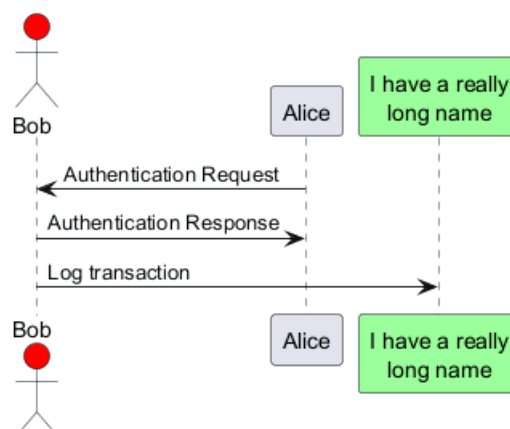 I have a really
long name
Alice
Bob
Authentication Request
Authentication Response
Log transaction
Bob
Alice
I have a really
long name